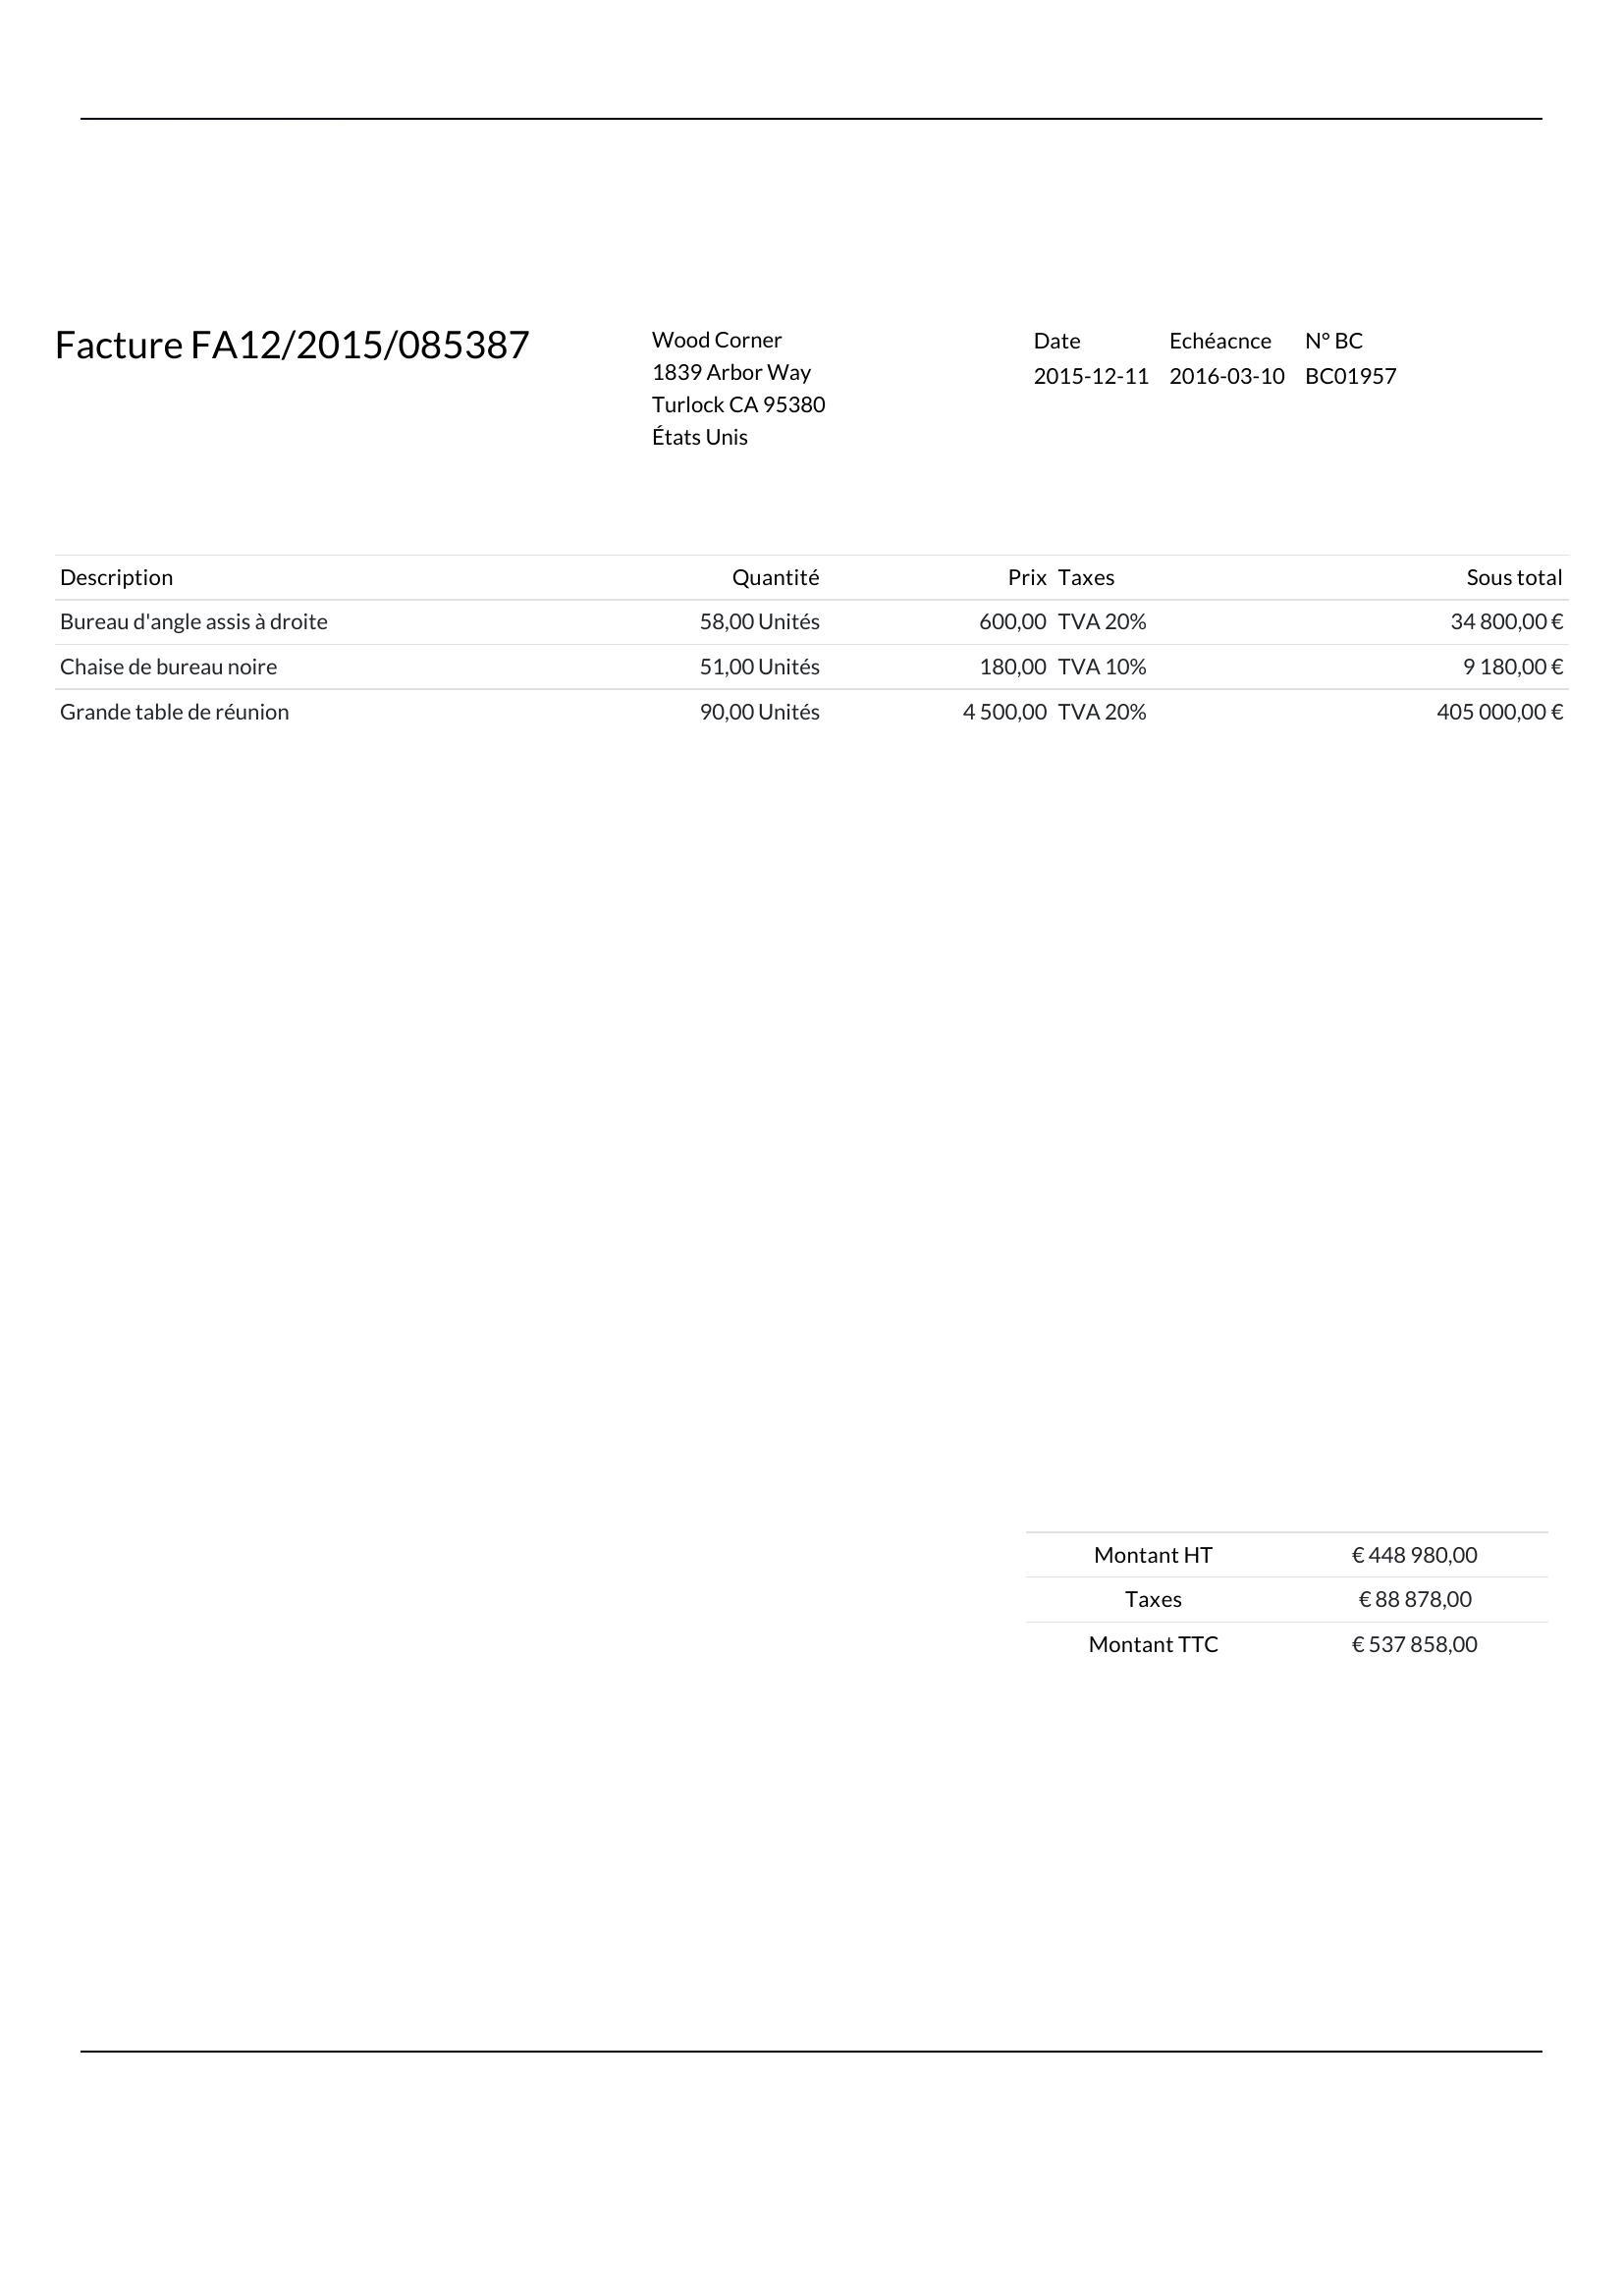 Facture FA12/2015/085387
Wood Corner
1839 Arbor Way
Turlock CA 95380
États Unis
Date Echéacnce N° BC
2015-12-11 2016-03-10 BC01957
Description Quantité Prix Taxes Sous total
Bureau d'angle assis à droite 58,00 Unités 600,00 TVA 20% 34 800,00 €
Chaise de bureau noire 51,00 Unités 180,00 TVA 10% 9 180,00 €
Grande table de réunion 90,00 Unités 4 500,00 TVA 20% 405 000,00 €
Montant HT € 448 980,00
Taxes € 88 878,00
Montant TTC € 537 858,00